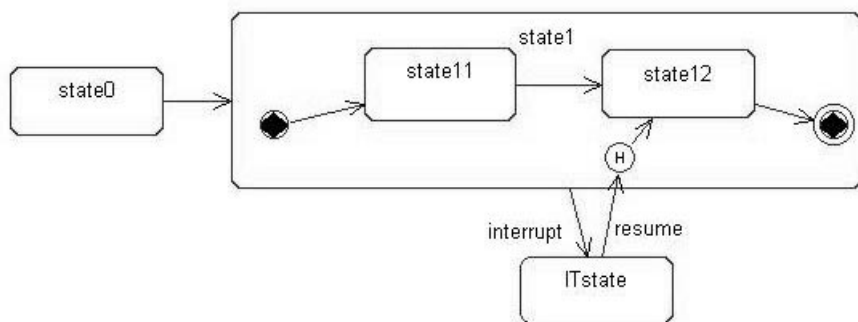 state1
state0
state11
state12
H
interrupt
resume
ITstate